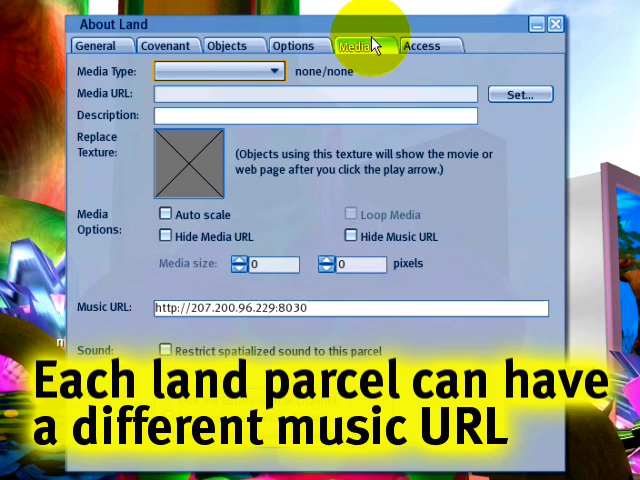 About Land
General Covenant Objects Options Media Access
Media Type: none/none
Media URL: Set...
Description:
Replace
Texture:
(Objects using this texture will show the movie or
web page after you click the play arrow.)
Media
Options:
Auto scale Loop Media
Hide Media URL Hide Music URL
Media size: 0 0 pixels
Music URL: http://207.200.96.229:8030
Sound: Restrict spatialized sound to this parcel
Each land parcel can have
a different music URL